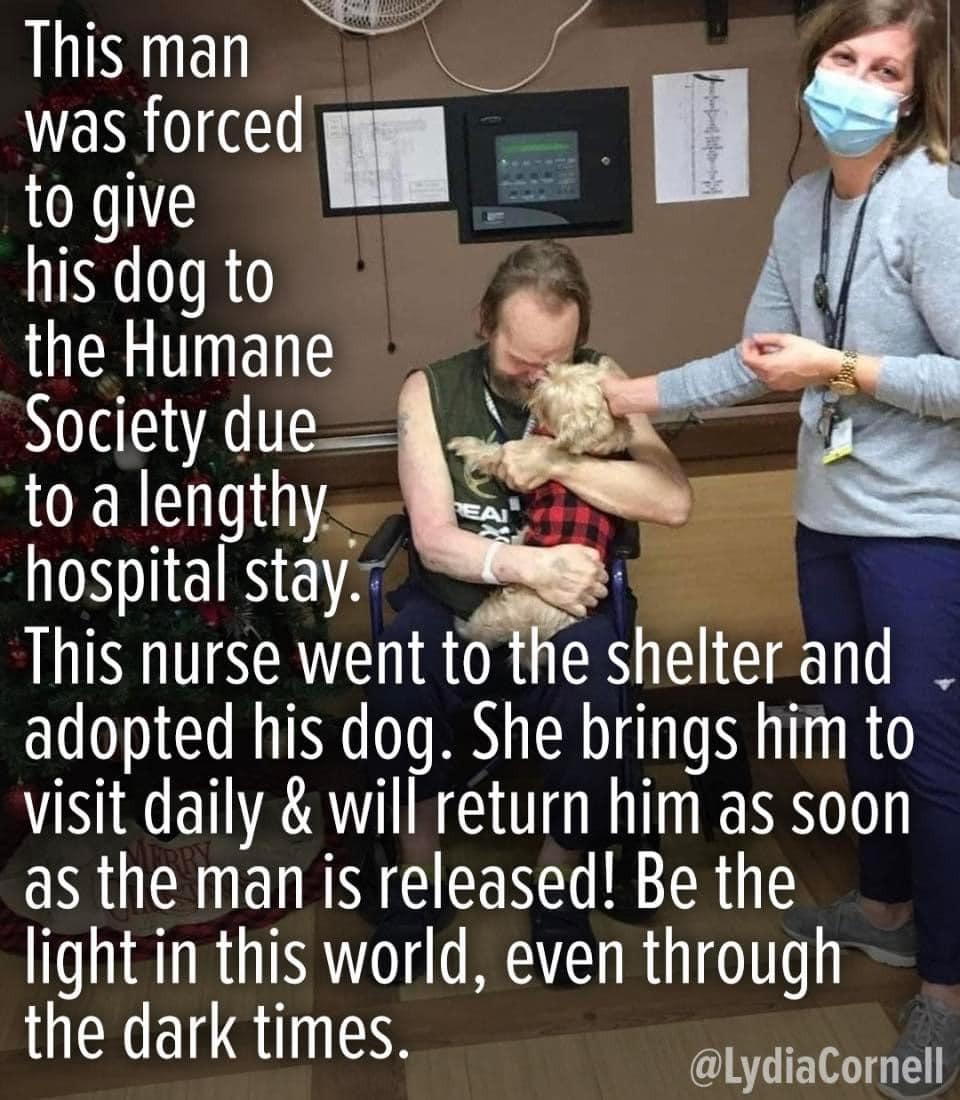 This man
was forced
to give
his dog to
the Humane
Society due
to a lengthy
hospital stay.
This nurse went to the shelter and
adopted his dog. She brings him to
visit daily & will return him as soon
as the man is released! Be the
light in this world, even through
the dark times.
@LydiaCornell
REAL
MERRY